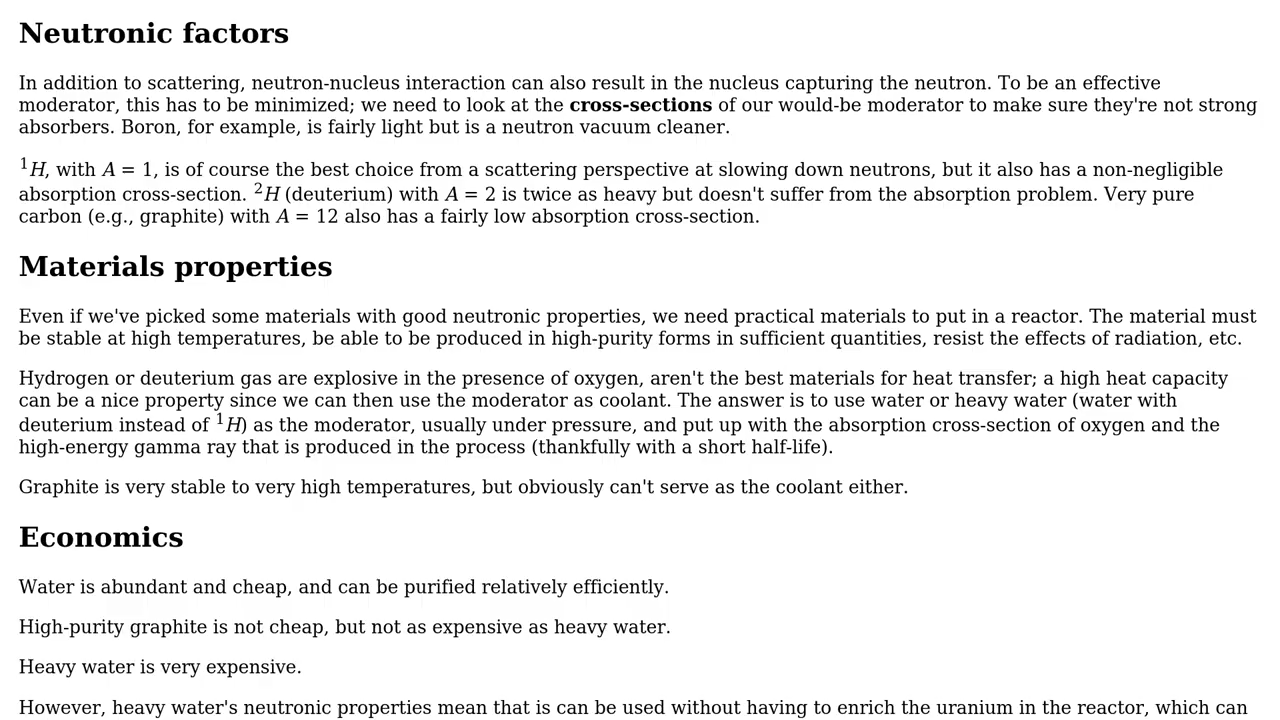 Neutronic factors
In addition to scattering, neutron-nucleus interaction can also result in the nucleus capturing the neutron. To be an effective
moderator, this has to be minimized; we need to look at the cross-sections of our would-be moderator to make sure they're not strong
absorbers. Boron, for example, is fairly light but is a neutron vacuum cleaner.
¹H, with A = 1, is of course the best choice from a scattering perspective at slowing down neutrons, but it also has a non-negligible
absorption cross-section. ²H (deuterium) with A = 2 is twice as heavy but doesn't suffer from the absorption problem. Very pure
carbon (e.g., graphite) with A = 12 also has a fairly low absorption cross-section.
Materials properties
Even if we've picked some materials with good neutronic properties, we need practical materials to put in a reactor. The material must
be stable at high temperatures, be able to be produced in high-purity forms in sufficient quantities, resist the effects of radiation, etc.
Hydrogen or deuterium gas are explosive in the presence of oxygen, aren't the best materials for heat transfer; a high heat capacity
can be a nice property since we can then use the moderator as coolant. The answer is to use water or heavy water (water with
deuterium instead of ¹H) as the moderator, usually under pressure, and put up with the absorption cross-section of oxygen and the
high-energy gamma ray that is produced in the process (thankfully with a short half-life).
Graphite is very stable to very high temperatures, but obviously can't serve as the coolant either.
Economics
Water is abundant and cheap, and can be purified relatively efficiently.
High-purity graphite is not cheap, but not as expensive as heavy water.
Heavy water is very expensive.
However, heavy water's neutronic properties mean that is can be used without having to enrich the uranium in the reactor, which can